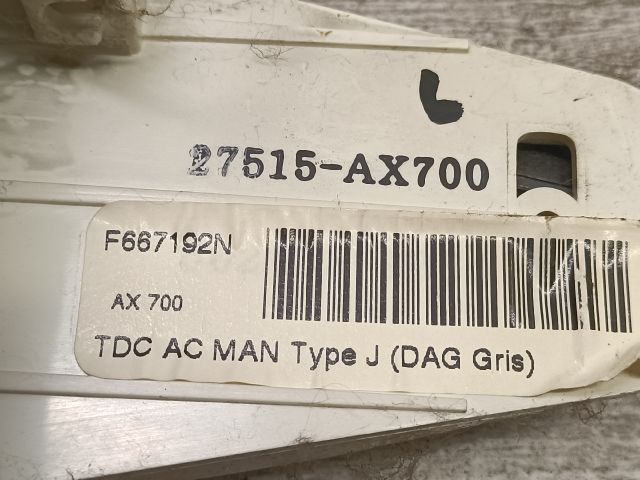 27515-AX700
F667192N
AX 700
TDC AC MAN Type J (DAG Gris)